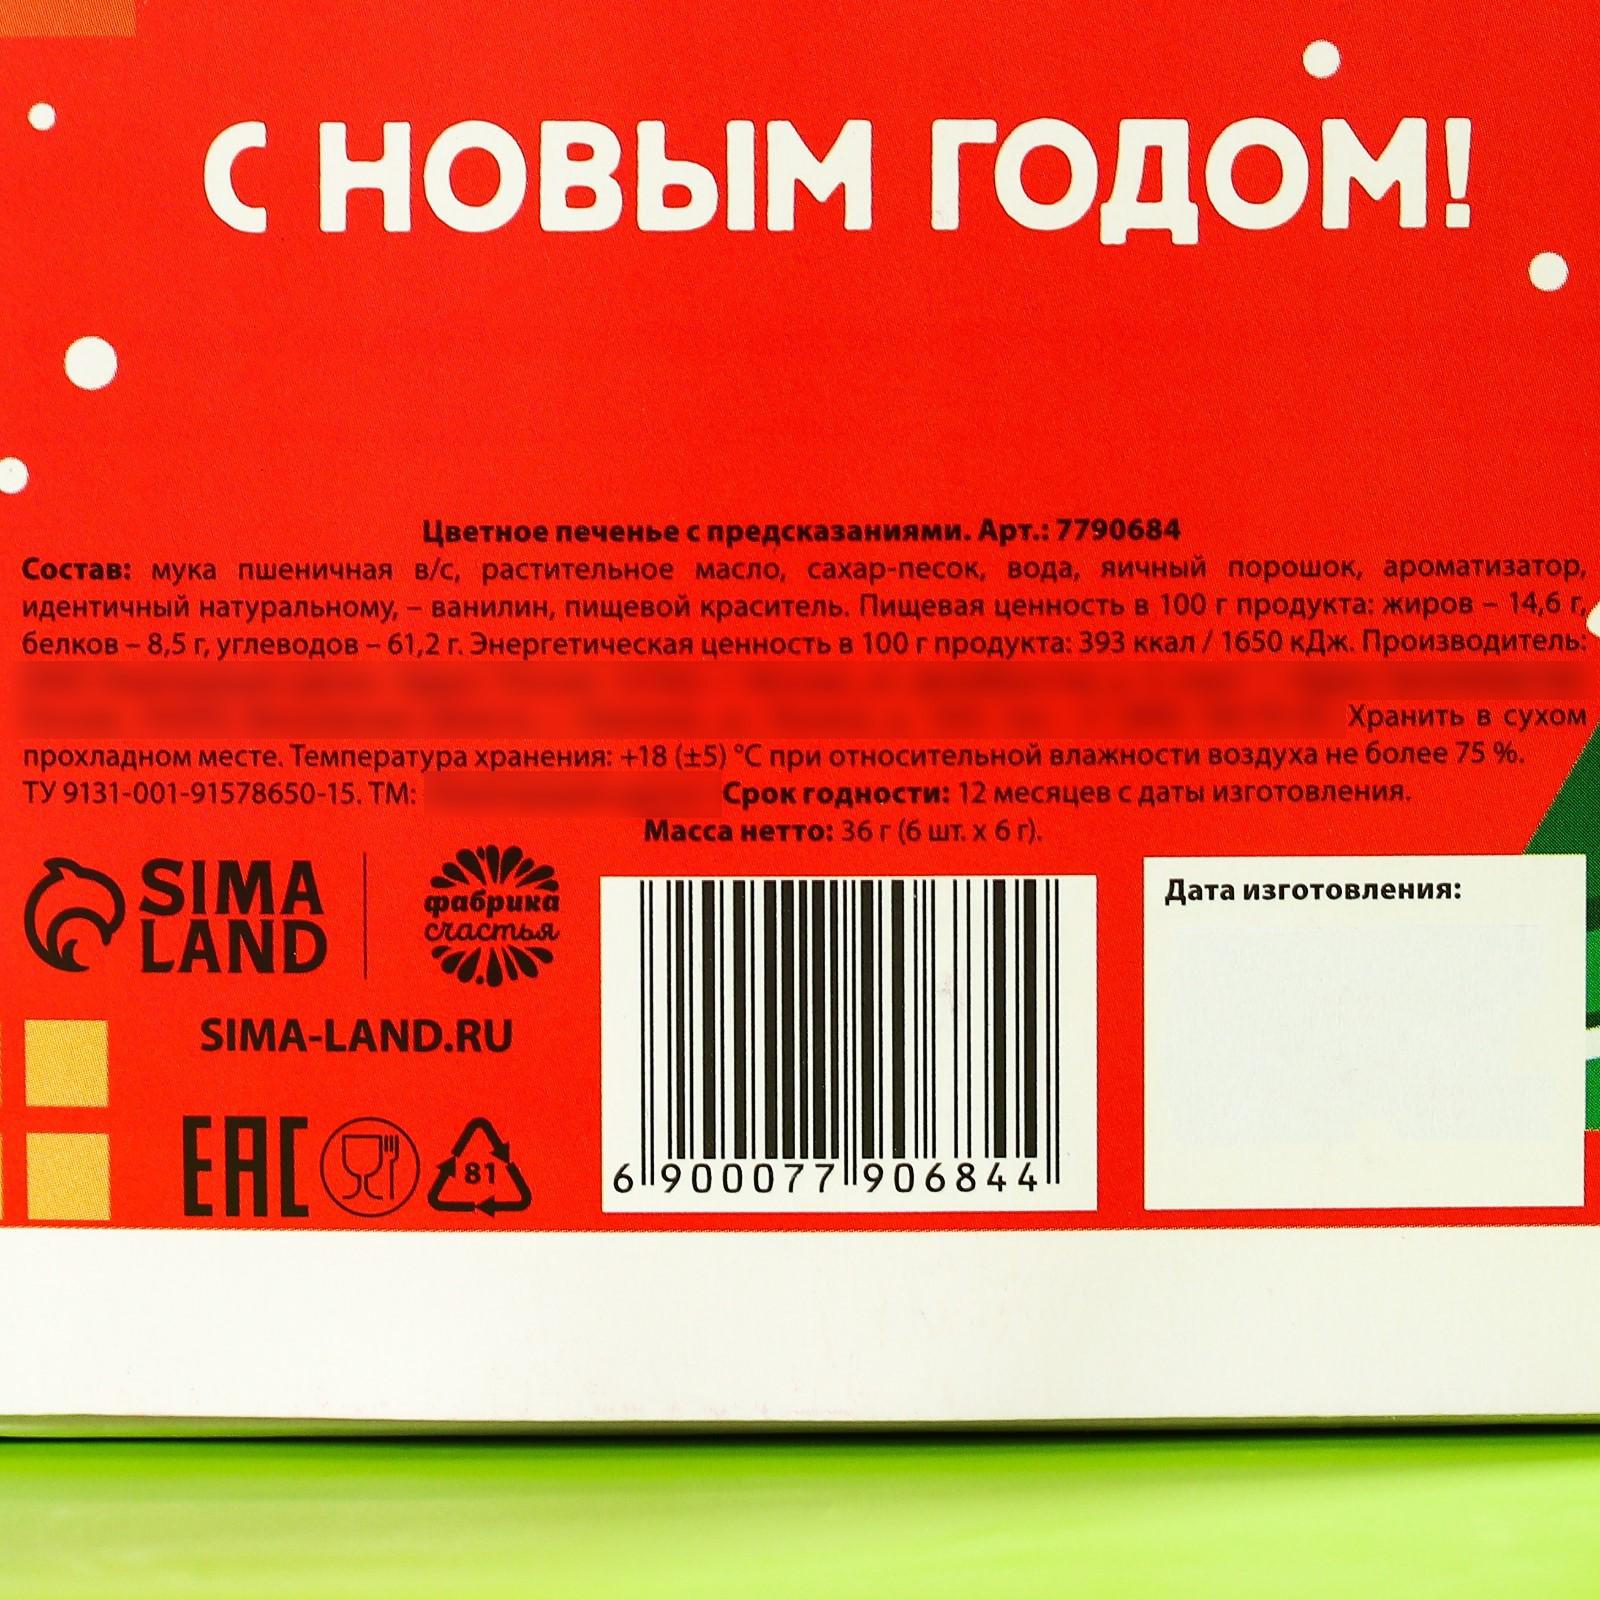 С НОВЫМ ГОДОМ!
Цветное печенье с предсказаниями. Арт.: 7790684
Состав: мука пшеничная в/с, растительное масло, сахар-песок, вода, яичный порошок, ароматизатор,
идентичный натуральному, – ванилин, пищевой краситель. Пищевая ценность в 100 г продукта: жиров – 14,6 г,
белков – 8,5 г, углеводов – 61,2 г. Энергетическая ценность в 100 г продукта: 393 ккал / 1650 кДж. Производитель:
Хранить в сухом
прохладном месте. Температура хранения: +18 (±5) °С при относительной влажности воздуха не более 75 %.
ТУ 9131-001-91578650-15. ТМ: Срок годности: 12 месяцев с даты изготовления.
Масса нетто: 36 г (6 шт. х 6 г).
SIMA
LAND
фабрика
счастья
SIMA-LAND.RU
EAC
81
6 900077 906844
Дата изготовления: